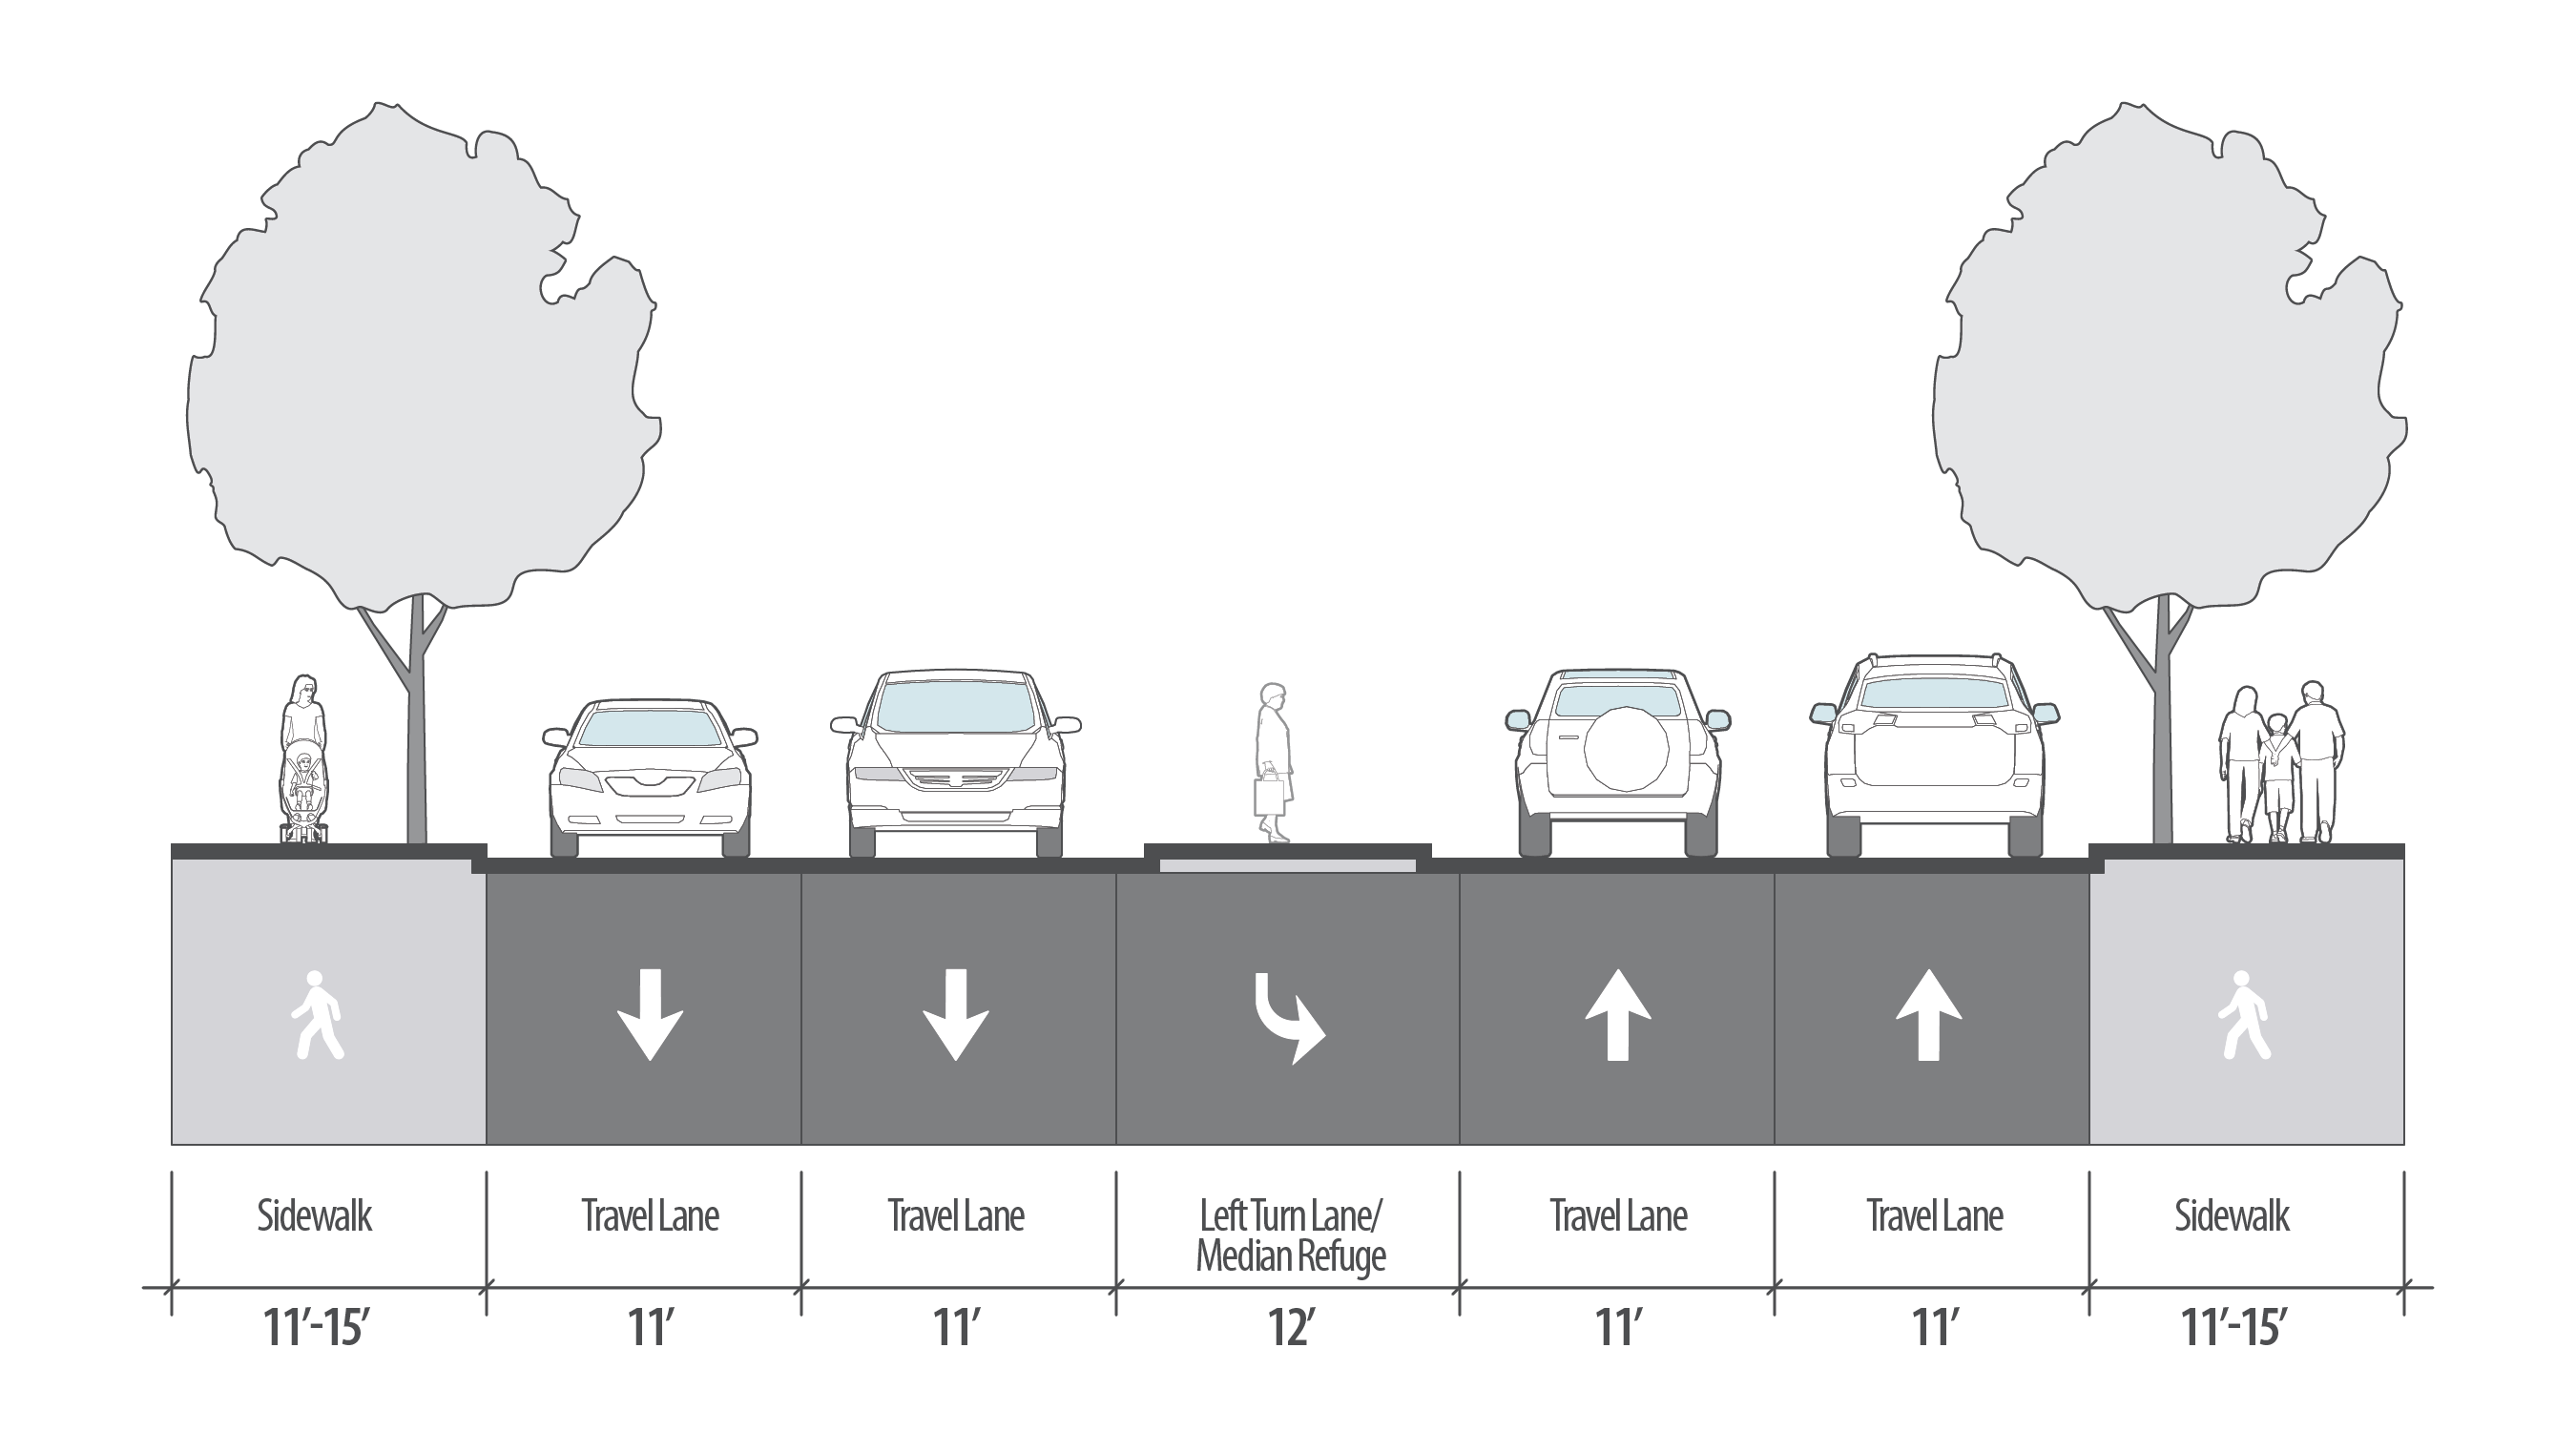 Sidewalk
Travel Lane
Travel Lane
Left Turn Lane/
Median Refuge
Travel Lane
Travel Lane
Sidewalk
11′-15′
11′
11′
12′
11′
11′
11′-15′